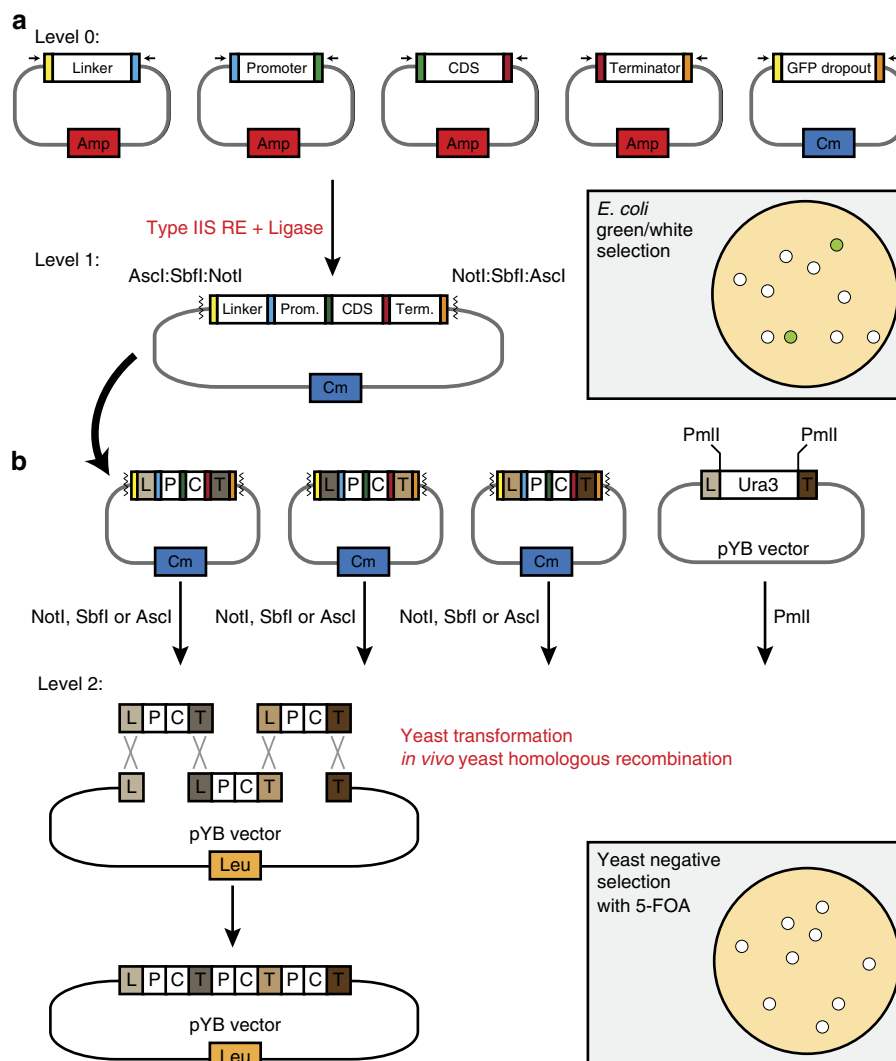 a
Level 0:
Linker
Promoter
CDS
Terminator
GFP dropout
Amp
Amp
Amp
Amp
Cm
Type IIS RE + Ligase
E. coli
green/white
selection
Level 1:
AscI:SbfI:NotI
NotI:SbfI:AscI
Linker
Prom.
CDS
Term.
Cm
b
PmlI
PmlI
L P C T
L P C T
L P C T
L Ura3 T
pYB vector
Cm
Cm
Cm
NotI, SbfI or AscI
NotI, SbfI or AscI
NotI, SbfI or AscI
PmlI
Level 2:
L P C T
L P C T
Yeast transformation
in vivo yeast homologous recombination
L
L P C T
T
pYB vector
Leu
Yeast negative
selection
with 5-FOA
L P C T P C T P C T
pYB vector
Leu